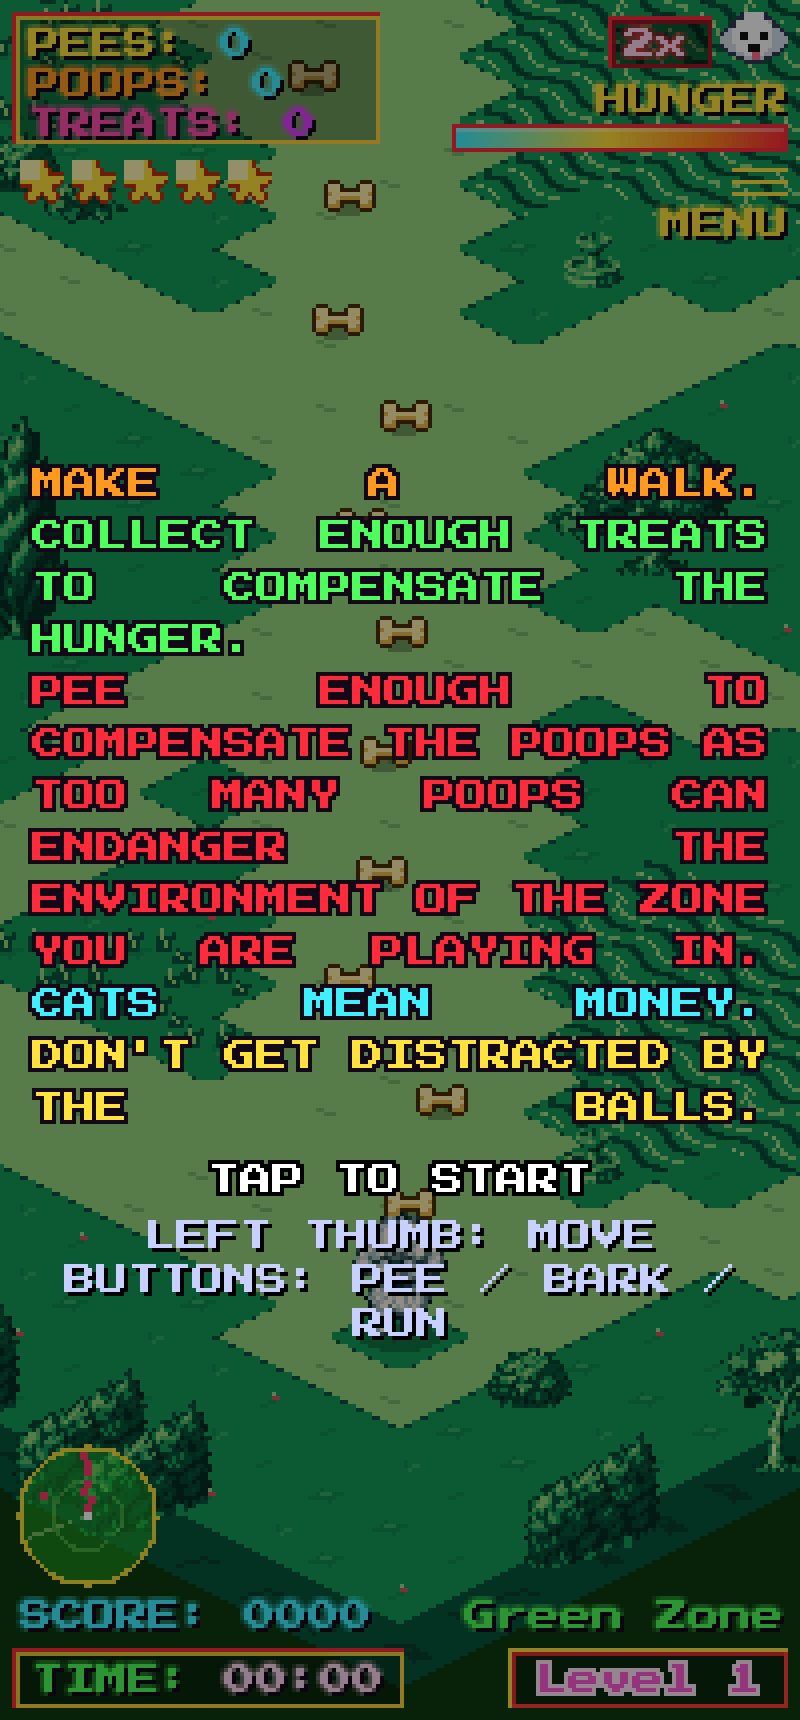 PEES: 0
POOPS: 0
TREATS: 0
2x
HUNGER
MENU
MAKE A WALK.
COLLECT ENOUGH TREATS
TO COMPENSATE THE
HUNGER.
PEE ENOUGH TO
COMPENSATE THE POOPS AS
TOO MANY POOPS CAN
ENDANGER THE
ENVIRONMENT OF THE ZONE
YOU ARE PLAYING IN.
CATS MEAN MONEY.
DON'T GET DISTRACTED BY
THE BALLS.
TAP TO START
LEFT THUMB: MOVE
BUTTONS: PEE / BARK /
RUN
SCORE: 0000
Green Zone
TIME: 00:00
Level 1